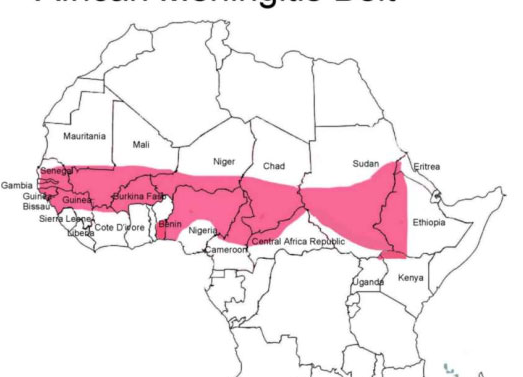 African Meningitis Belt
Mauritania
Mali
Niger
Chad
Sudan
Eritrea
Senegal
Gambia
Guinea
Bissau
Guinea
Burkina Faso
Sierra Leone
Liberia
Cote D'ivore
Benin
Nigeria
Cameroon
Central Africa Republic
Ethiopia
Uganda
Kenya